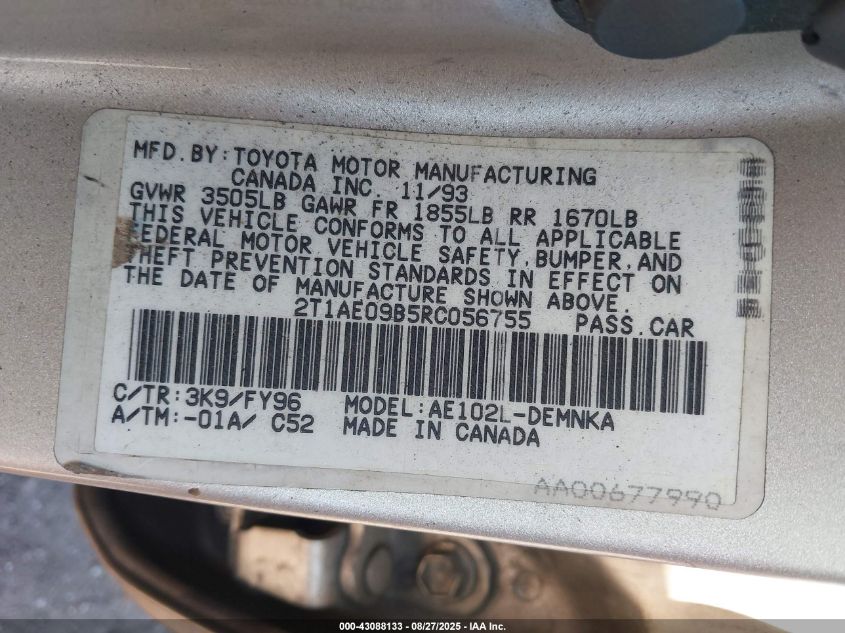 MFD. BY: TOYOTA MOTOR MANUFACTURING
CANADA INC. 11/93
GVWR 3505LB GAWR FR 1855LB RR 1670LB
THIS VEHICLE CONFORMS TO ALL APPLICABLE
FEDERAL MOTOR VEHICLE SAFETY, BUMPER, AND
THEFT PREVENTION STANDARDS IN EFFECT ON
THE DATE OF MANUFACTURE SHOWN ABOVE.
2T1AE09B5RC056755 PASS. CAR
C/TR: 3K9/FY96 MODEL: AE102L-DEMNKA
A/TM: -01A/ C52 MADE IN CANADA
AA00677990
000-43088133 - 08/27/2025 - IAA Inc.